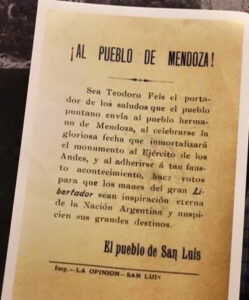 ¡AL PUEBLO DE MENDOZA!
Sea Teodoro Fels el porta-
dor de los saludos que el pueblo
puntano envía al pueblo herma-
no de Mendoza, al celebrarse la
gloriosa fecha que inmortalizará
el monumento al Ejército de los
Andes, y al adherirse á tan faus-
to acontecimiento, hace votos
para que los manes del gran Li-
bertador sean inspiración eterna
de la Nación Argentina y auspi-
cien sus grandes destinos.
El pueblo de San Luis
Imp.—LA OPINION—SAN LUIS